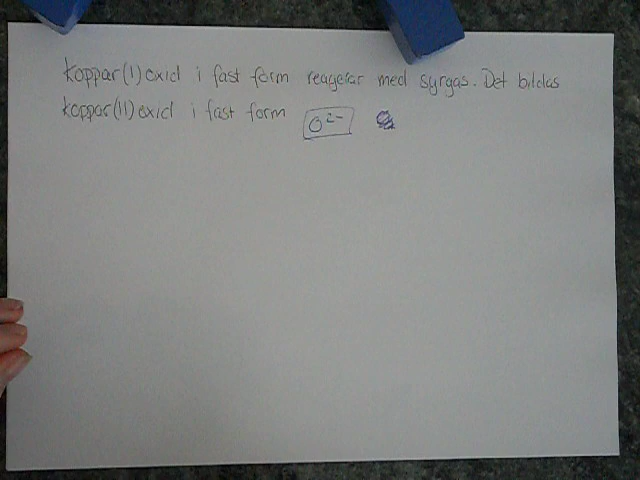 koppar(I)oxid i fast form reagerar med syrgas. Det bildas
koppar(II)oxid i fast form O²⁻